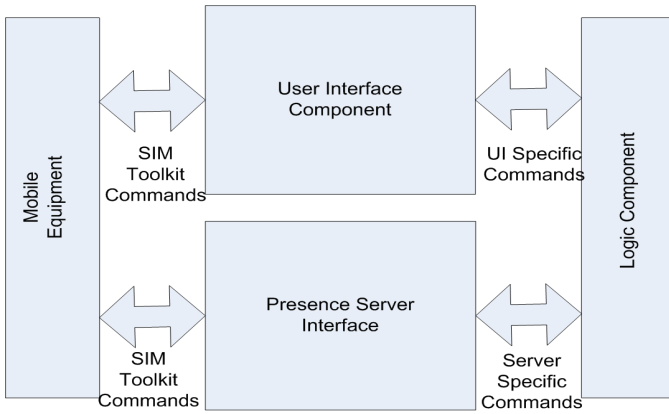 Mobile
Equipment
SIM
Toolkit
Commands
User Interface
Component
UI Specific
Commands
Logic Component
SIM
Toolkit
Commands
Presence Server
Interface
Server
Specific
Commands